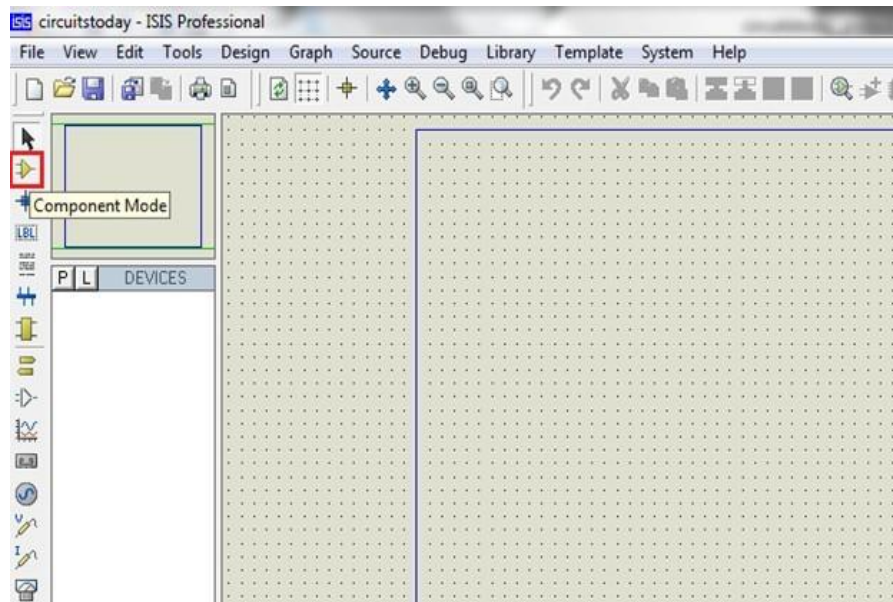 ISIS circuitstoday - ISIS Professional
File View Edit Tools Design Graph Source Debug Library Template System Help
Component Mode
LBL
P L DEVICES
V
I